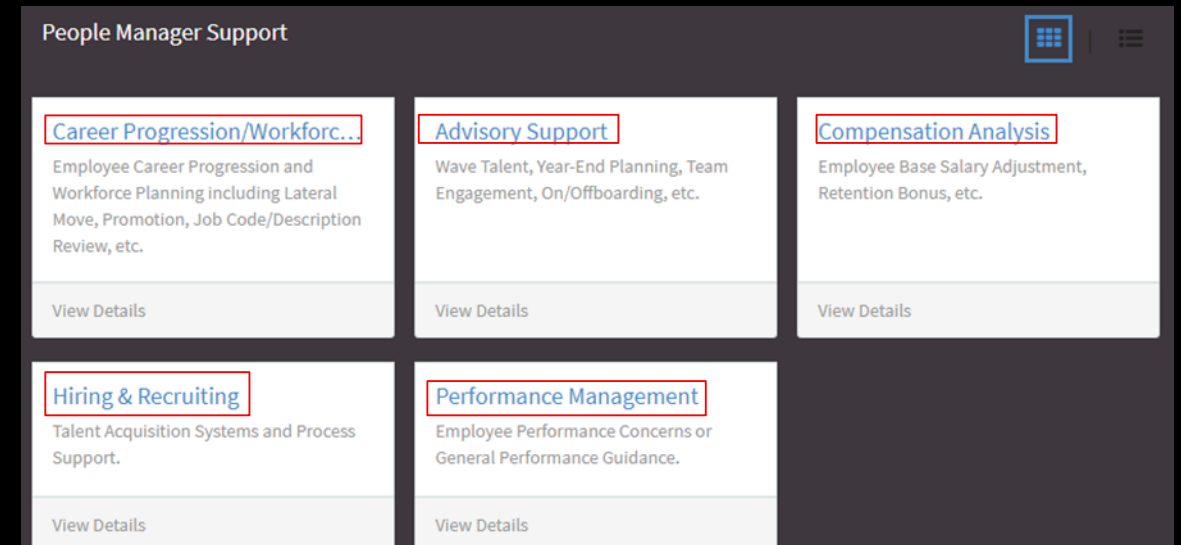 People Manager Support
Career Progression/Workforc...
Employee Career Progression and
Workforce Planning including Lateral
Move, Promotion, Job Code/Description
Review, etc.
View Details
Advisory Support
Wave Talent, Year-End Planning, Team
Engagement, On/Offboarding, etc.
View Details
Compensation Analysis
Employee Base Salary Adjustment,
Retention Bonus, etc.
View Details
Hiring & Recruiting
Talent Acquisition Systems and Process
Support.
View Details
Performance Management
Employee Performance Concerns or
General Performance Guidance.
View Details